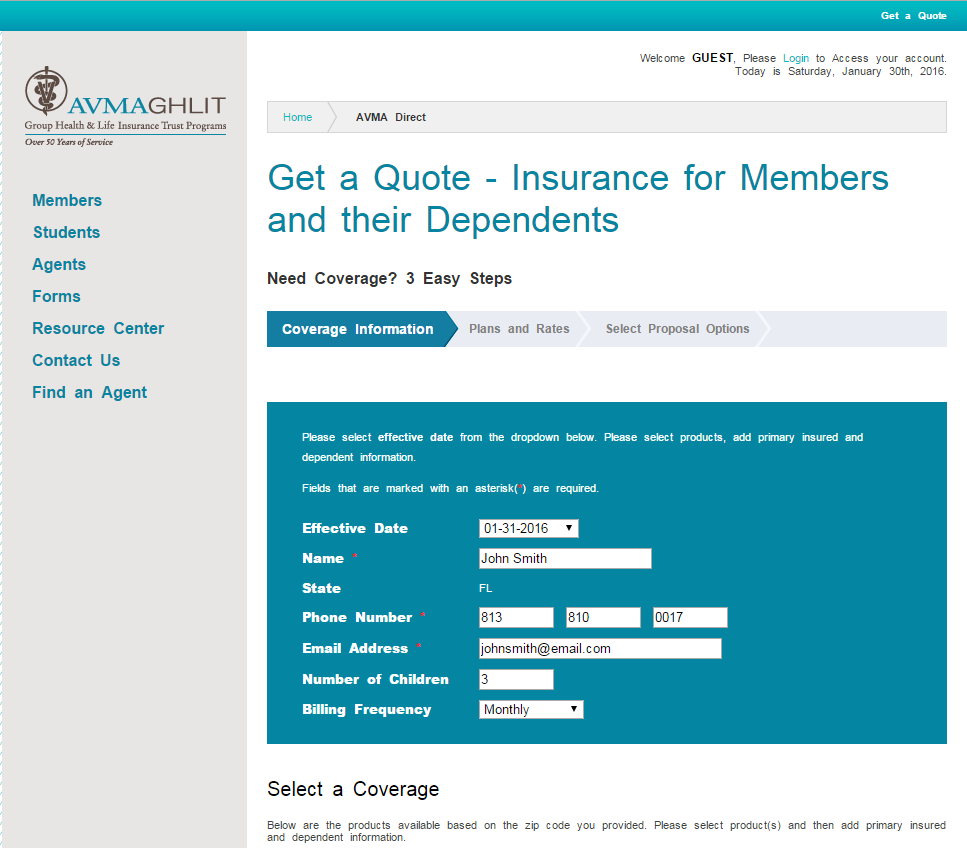 Get a Quote
Welcome GUEST, Please Login to Access your account.
Today is Saturday, January 30th, 2016.
AVMAGHLIT
Group Health & Life Insurance Trust Programs
Over 50 Years of Service
Members
Students
Agents
Forms
Resource Center
Contact Us
Find an Agent
Home AVMA Direct
Get a Quote - Insurance for Members
and their Dependents
Need Coverage? 3 Easy Steps
Coverage Information Plans and Rates Select Proposal Options
Please select effective date from the dropdown below. Please select products, add primary insured and
dependent information.
Fields that are marked with an asterisk(*) are required.
Effective Date 01-31-2016
Name * John Smith
State FL
Phone Number * 813 810 0017
Email Address * johnsmith@email.com
Number of Children 3
Billing Frequency Monthly
Select a Coverage
Below are the products available based on the zip code you provided. Please select product(s) and then add primary insured
and dependent information.